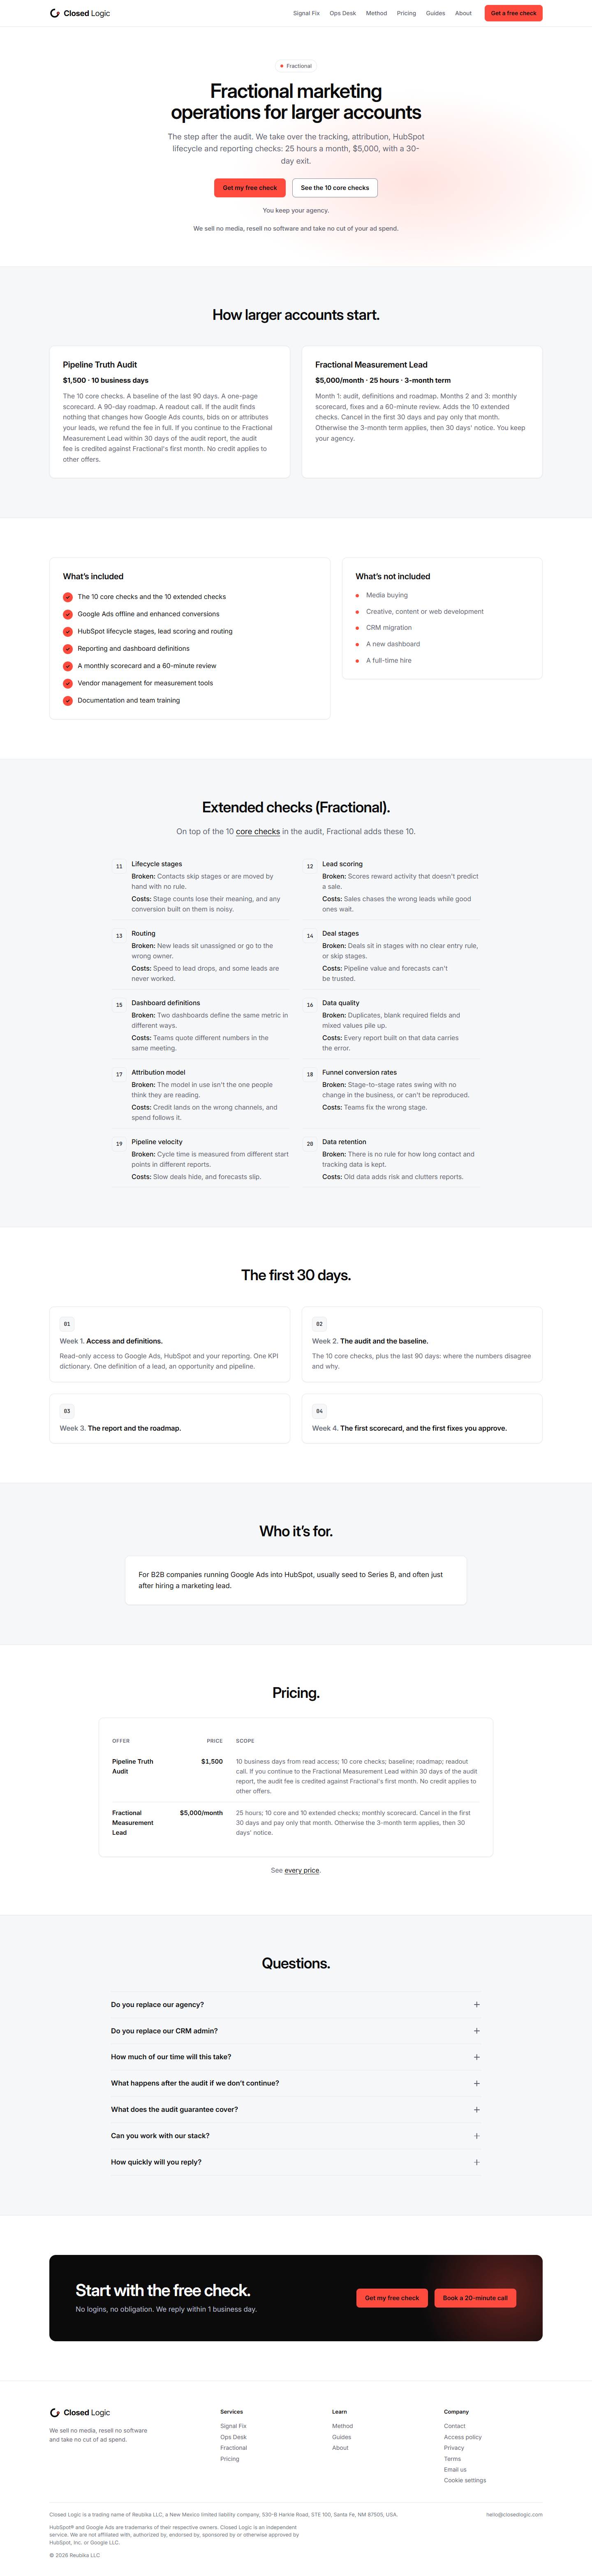 Closed Logic
Signal Fix
Ops Desk
Method
Pricing
Guides
About
Get a free check
Fractional
Fractional marketing
operations for larger accounts
The step after the audit. We take over the tracking, attribution, HubSpot
lifecycle and reporting checks: 25 hours a month, $5,000, with a 30-
day exit.
Get my free check
See the 10 core checks
You keep your agency.
We sell no media, resell no software and take no cut of your ad spend.
How larger accounts start.
Pipeline Truth Audit
$1,500 · 10 business days
The 10 core checks. A baseline of the last 90 days. A one-page
scorecard. A 90-day roadmap. A readout call. If the audit finds
nothing that changes how Google Ads counts, bids on or attributes
your leads, we refund the fee in full. If you continue to the Fractional
Measurement Lead within 30 days of the audit report, the audit
fee is credited against Fractional's first month. No credit applies to
other offers.
Fractional Measurement Lead
$5,000/month · 25 hours · 3-month term
Month 1: audit, definitions and roadmap. Months 2 and 3: monthly
scorecard, fixes and a 60-minute review. Adds the 10 extended
checks. Cancel in the first 30 days and pay only that month.
Otherwise the 3-month term applies, then 30 days' notice. You keep
your agency.
What's included
The 10 core checks and the 10 extended checks
Google Ads offline and enhanced conversions
HubSpot lifecycle stages, lead scoring and routing
Reporting and dashboard definitions
A monthly scorecard and a 60-minute review
Vendor management for measurement tools
Documentation and team training
What's not included
Media buying
Creative, content or web development
CRM migration
A new dashboard
A full-time hire
Extended checks (Fractional).
On top of the 10 core checks in the audit, Fractional adds these 10.
11
Lifecycle stages
Broken: Contacts skip stages or are moved by
hand with no rule.
Costs: Stage counts lose their meaning, and any
conversion built on them is noisy.
12
Lead scoring
Broken: Scores reward activity that doesn't predict
a sale.
Costs: Sales chases the wrong leads while good
ones wait.
13
Routing
Broken: New leads sit unassigned or go to the
wrong owner.
Costs: Speed to lead drops, and some leads are
never worked.
14
Deal stages
Broken: Deals sit in stages with no clear entry rule,
or skip stages.
Costs: Pipeline value and forecasts can't
be trusted.
15
Dashboard definitions
Broken: Two dashboards define the same metric in
different ways.
Costs: Teams quote different numbers in the
same meeting.
16
Data quality
Broken: Duplicates, blank required fields and
mixed values pile up.
Costs: Every report built on that data carries
the error.
17
Attribution model
Broken: The model in use isn't the one people
think they are reading.
Costs: Credit lands on the wrong channels, and
spend follows it.
18
Funnel conversion rates
Broken: Stage-to-stage rates swing with no
change in the business, or can't be reproduced.
Costs: Teams fix the wrong stage.
19
Pipeline velocity
Broken: Cycle time is measured from different start
points in different reports.
Costs: Slow deals hide, and forecasts slip.
20
Data retention
Broken: There is no rule for how long contact and
tracking data is kept.
Costs: Old data adds risk and clutters reports.
The first 30 days.
01
Week 1. Access and definitions.
Read-only access to Google Ads, HubSpot and your reporting. One KPI
dictionary. One definition of a lead, an opportunity and pipeline.
02
Week 2. The audit and the baseline.
The 10 core checks, plus the last 90 days: where the numbers disagree
and why.
03
Week 3. The report and the roadmap.
04
Week 4. The first scorecard, and the first fixes you approve.
Who it's for.
For B2B companies running Google Ads into HubSpot, usually seed to Series B, and often just
after hiring a marketing lead.
Pricing.
OFFER
PRICE
SCOPE
Pipeline Truth
Audit
$1,500
10 business days from read access; 10 core checks; baseline; roadmap; readout
call. If you continue to the Fractional Measurement Lead within 30 days of the audit
report, the audit fee is credited against Fractional's first month. No credit applies to
other offers.
Fractional
Measurement
Lead
$5,000/month
25 hours; 10 core and 10 extended checks; monthly scorecard. Cancel in the first
30 days and pay only that month. Otherwise the 3-month term applies, then 30
days' notice.
See every price.
Questions.
Do you replace our agency?
Do you replace our CRM admin?
How much of our time will this take?
What happens after the audit if we don't continue?
What does the audit guarantee cover?
Can you work with our stack?
How quickly will you reply?
Start with the free check.
No logins, no obligation. We reply within 1 business day.
Get my free check
Book a 20-minute call
Closed Logic
We sell no media, resell no software
and take no cut of your ad spend.
Services
Signal Fix
Ops Desk
Fractional
Pricing
Learn
Method
Guides
About
Company
Contact
Access policy
Privacy
Terms
Email us
Cookie settings
Closed Logic is a trading name of Reubika LLC, a New Mexico limited liability company, 530-B Harkle Road, STE 100, Santa Fe, NM 87505, USA.
hello@closedlogic.com
HubSpot® and Google Ads are trademarks of their respective owners. Closed Logic is an independent
service. We are not affiliated with, authorized by, endorsed by, sponsored by or otherwise approved by
HubSpot, Inc. or Google LLC.
© 2026 Reubika LLC